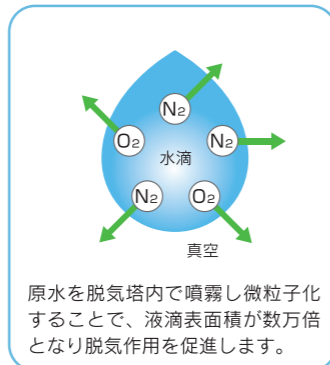 N₂
O₂
N₂
水滴
N₂
O₂
真空
原水を脱気塔内で噴霧し微粒子化
することで、液滴表面積が数万倍
となり脱気作用を促進します。